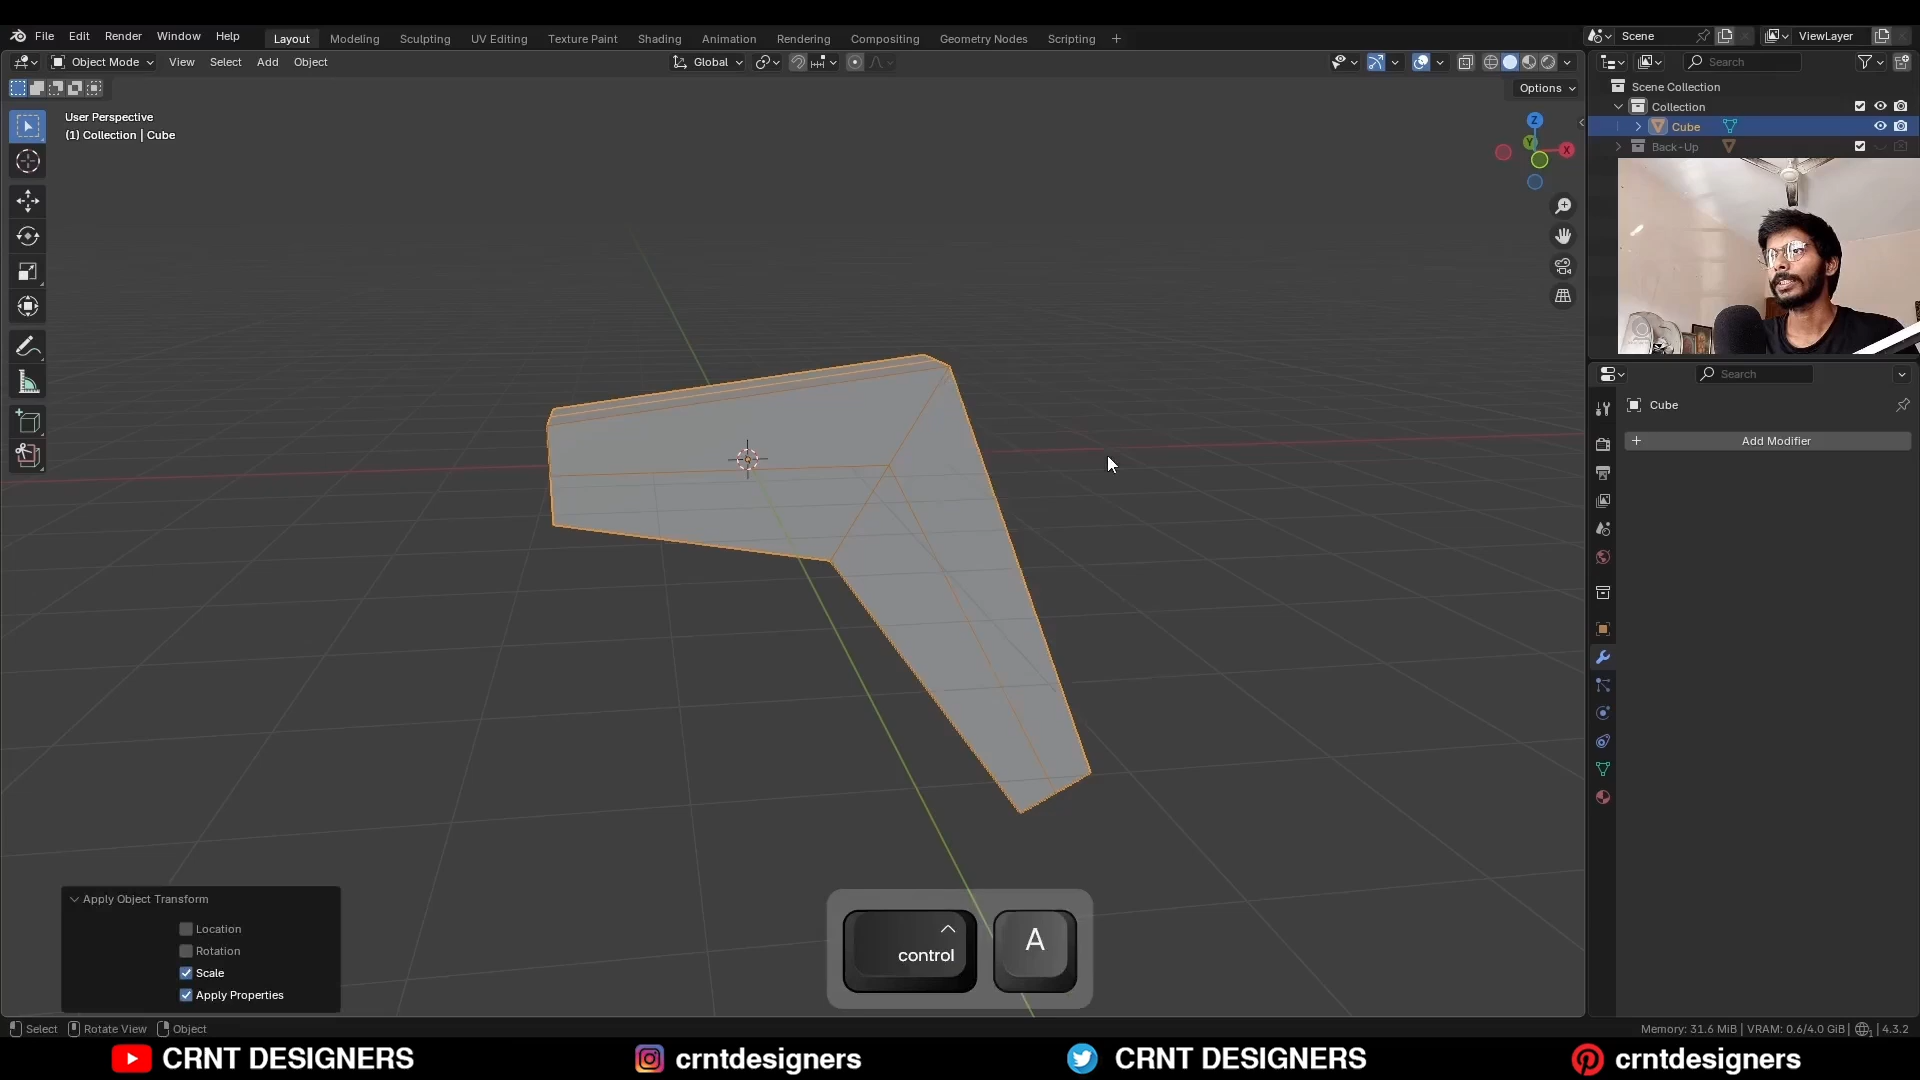 File Edit Render Window Help Layout Modeling Sculpting UV Editing Texture Paint Shading Animation Rendering Compositing Geometry Nodes Scripting + Scene ViewLayer
Object Mode View Select Add Object Global Search
Options
Scene Collection
Collection
Cube
Back-Up
User Perspective
(1) Collection | Cube
Z
Y
X
Search
Cube
+ Add Modifier
Apply Object Transform
Location
Rotation
Scale
Apply Properties
control
A
Select Rotate View Object Memory: 31.6 MiB | VRAM: 0.6/4.0 GiB | 4.3.2
CRNT DESIGNERS crntdesigners CRNT DESIGNERS crntdesigners